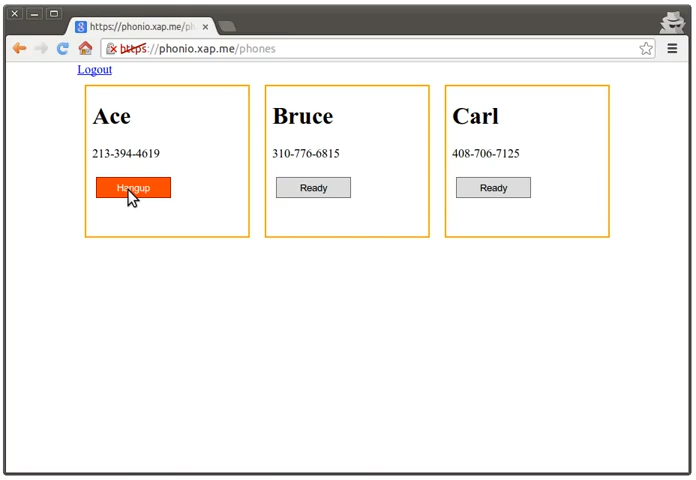 https://phonio.xap.me/ph
https://phonio.xap.me/phones
Logout
Ace
213-394-4619
Hangup
Bruce
310-776-6815
Ready
Carl
408-706-7125
Ready